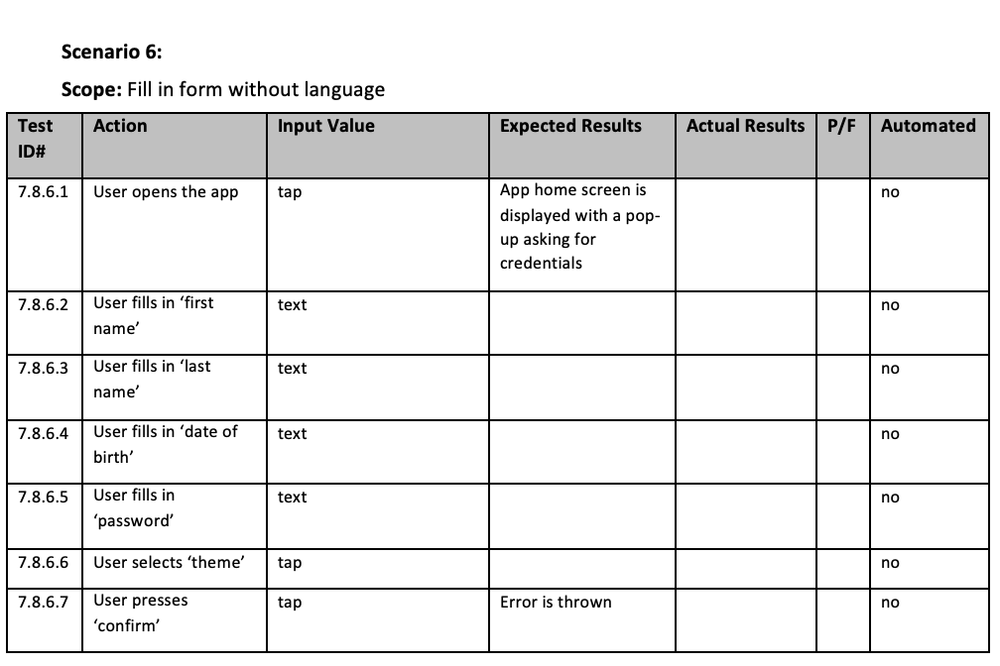 Scenario 6:
Scope: Fill in form without language
Test ID# Action Input Value Expected Results Actual Results P/F Automated
7.8.6.1 User opens the app tap App home screen is displayed with a pop-up asking for credentials no
7.8.6.2 User fills in ‘first name’ text no
7.8.6.3 User fills in ‘last name’ text no
7.8.6.4 User fills in ‘date of birth’ text no
7.8.6.5 User fills in ‘password’ text no
7.8.6.6 User selects ‘theme’ tap no
7.8.6.7 User presses ‘confirm’ tap Error is thrown no